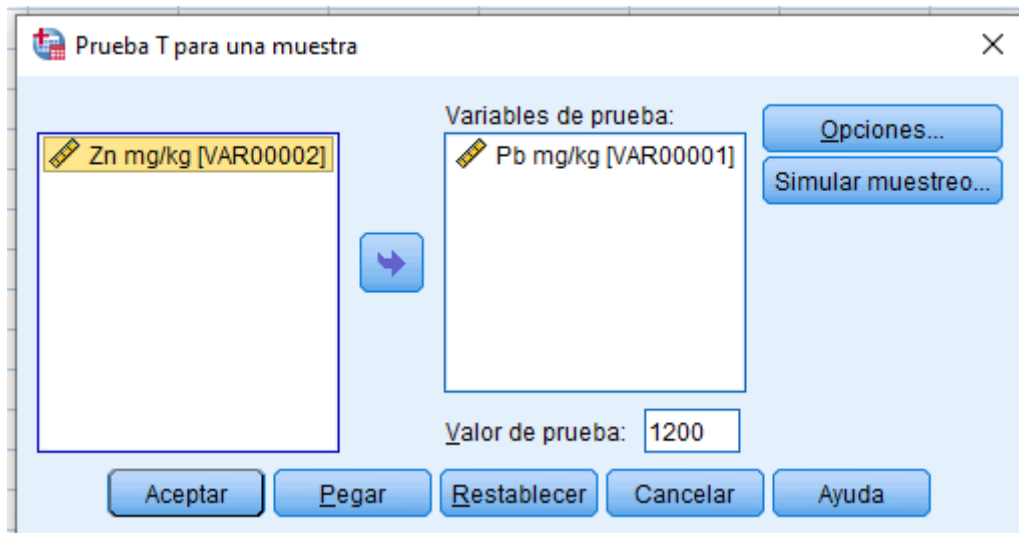 Prueba T para una muestra
Variables de prueba:
Zn mg/kg [VAR00002]
Pb mg/kg [VAR00001]
Opciones...
Simular muestreo...
Valor de prueba: 1200
Aceptar Pegar Restablecer Cancelar Ayuda